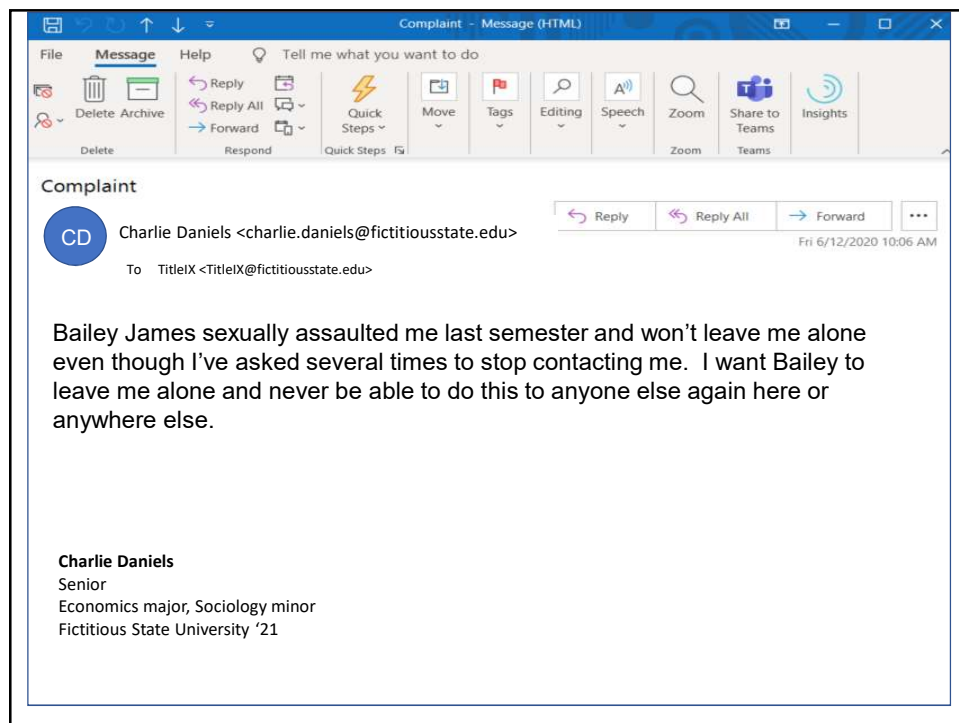 Complaint - Message (HTML)
File Message Help Tell me what you want to do
Delete Archive
Reply
Reply All
Forward
Quick Steps
Move
Tags
Editing
Speech
Zoom
Share to Teams
Insights
Delete Respond Quick Steps Zoom Teams
Complaint
Reply Reply All Forward
CD
Charlie Daniels <charlie.daniels@fictitiousstate.edu>
Fri 6/12/2020 10:06 AM
To TitleIX <TitleIX@fictitiousstate.edu>
Bailey James sexually assaulted me last semester and won’t leave me alone
even though I’ve asked several times to stop contacting me. I want Bailey to
leave me alone and never be able to do this to anyone else again here or
anywhere else.
Charlie Daniels
Senior
Economics major, Sociology minor
Fictitious State University ‘21